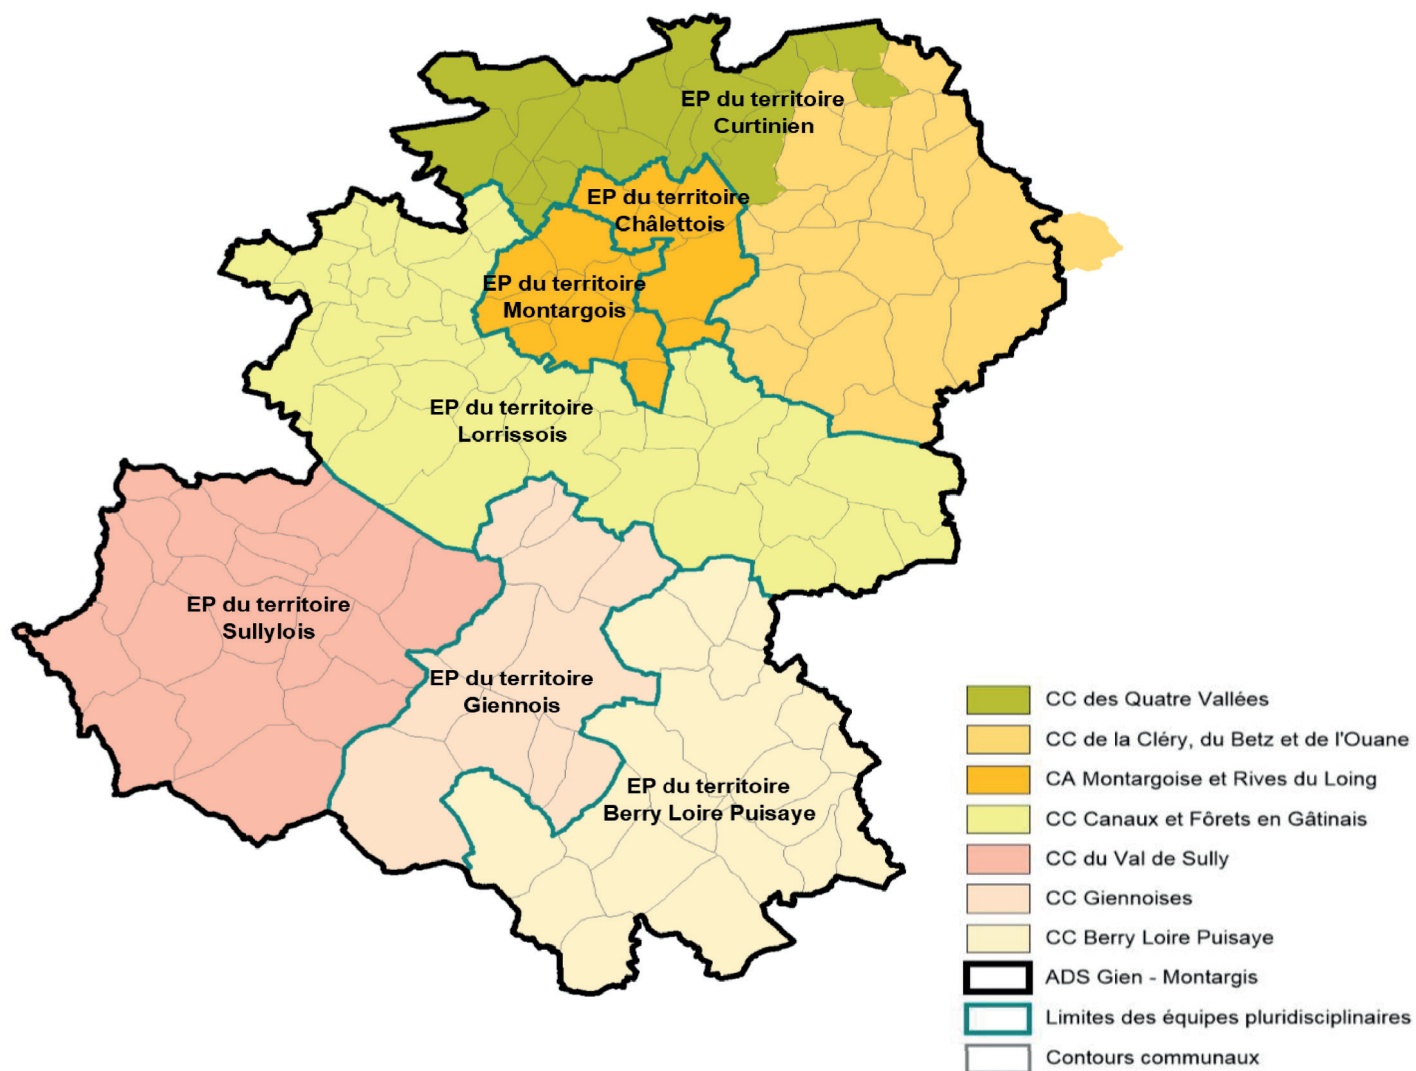 EP du territoire
Curtinien
EP du territoire
Châlettois
EP du territoire
Montargois
EP du territoire
Lorrissois
EP du territoire
Sullylois
EP du territoire
Giennois
EP du territoire
Berry Loire Puisaye
CC des Quatre Vallées
CC de la Cléry, du Betz et de l'Ouane
CA Montargoise et Rives du Loing
CC Canaux et Fôrets en Gâtinais
CC du Val de Sully
CC Giennoises
CC Berry Loire Puisaye
ADS Gien - Montargis
Limites des équipes pluridisciplinaires
Contours communaux